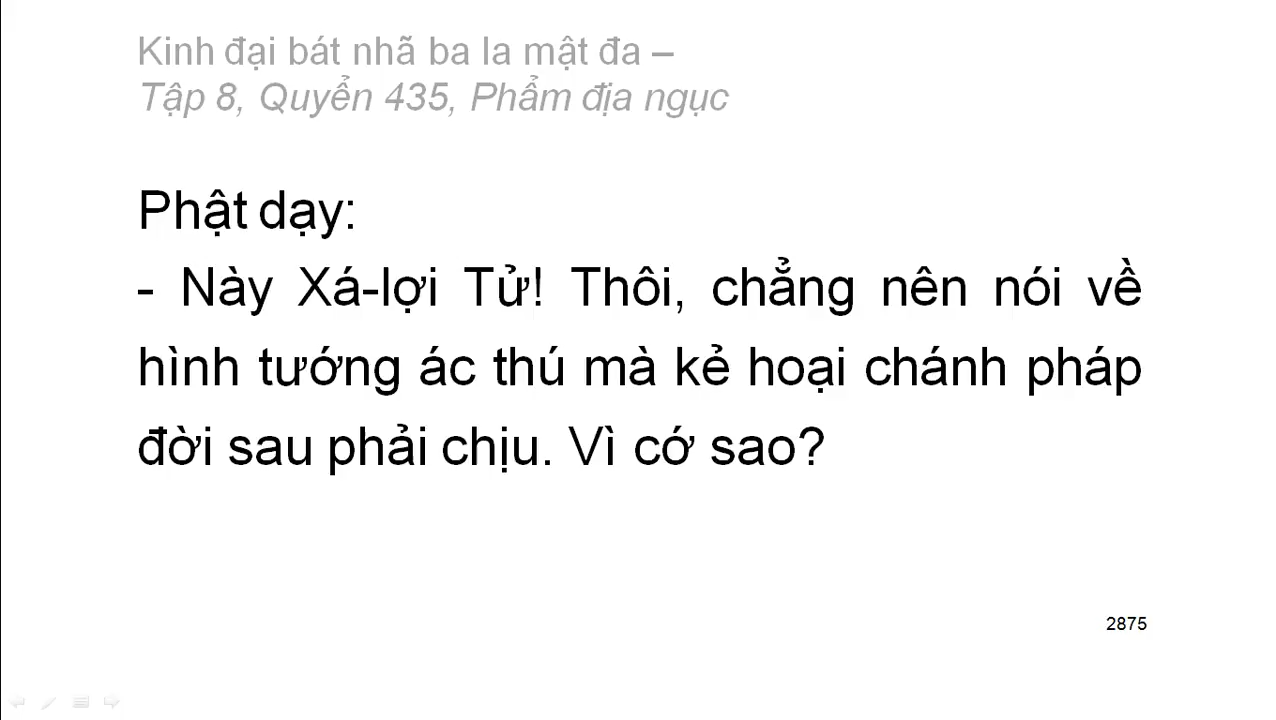 Kinh đại bát nhã ba la mật đa –
Tập 8, Quyển 435, Phẩm địa ngục
Phật dạy:
- Này Xá-lợi Tử! Thôi, chẳng nên nói về
hình tướng ác thú mà kẻ hoại chánh pháp
đời sau phải chịu. Vì cớ sao?
2875